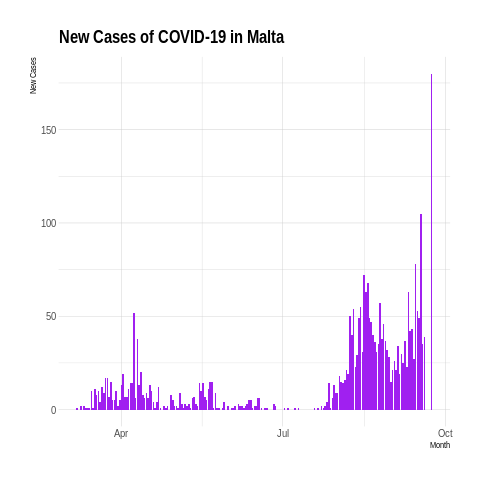 New Cases of COVID-19 in Malta
New Cases
150
100
50
0
Apr
Jul
Oct
Month